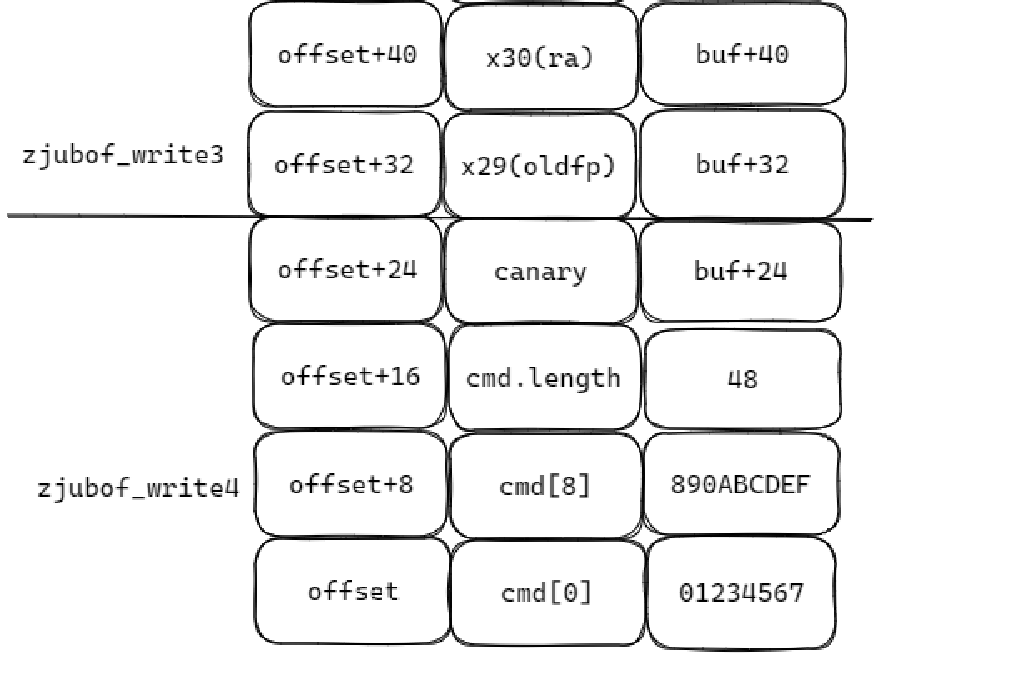 offset+40 x30(ra) buf+40
zjubof_write3 offset+32 x29(oldfp) buf+32
offset+24 canary buf+24
offset+16 cmd.length 48
zjubof_write4 offset+8 cmd[8] 890ABCDEF
offset cmd[0] 01234567